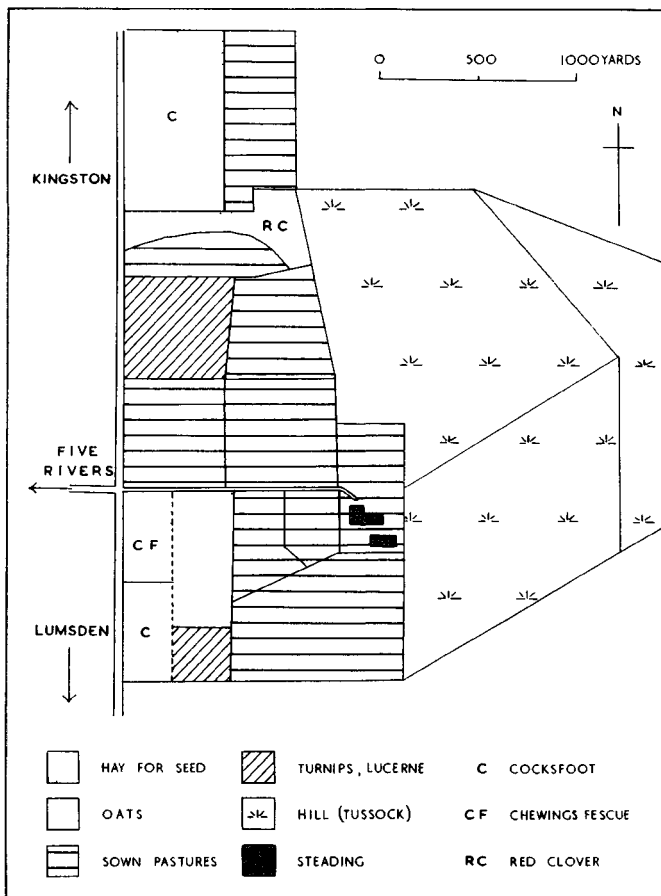 0 500 1000 YARDS
N
C
KINGSTON
RC
FIVE
RIVERS
CF
LUMSDEN
C
HAY FOR SEED
TURNIPS, LUCERNE
C COCKSFOOT
OATS
HILL (TUSSOCK)
CF CHEWINGS FESCUE
SOWN PASTURES
STEADING
RC RED CLOVER